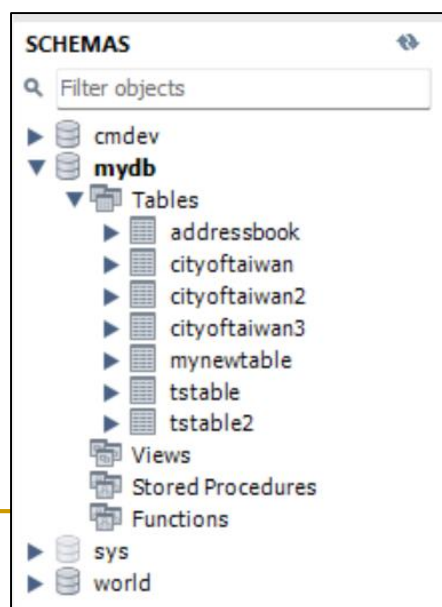 SCHEMAS
Filter objects
cmdev
mydb
Tables
addressbook
cityoftaiwan
cityoftaiwan2
cityoftaiwan3
mynewtable
tstable
tstable2
Views
Stored Procedures
Functions
sys
world